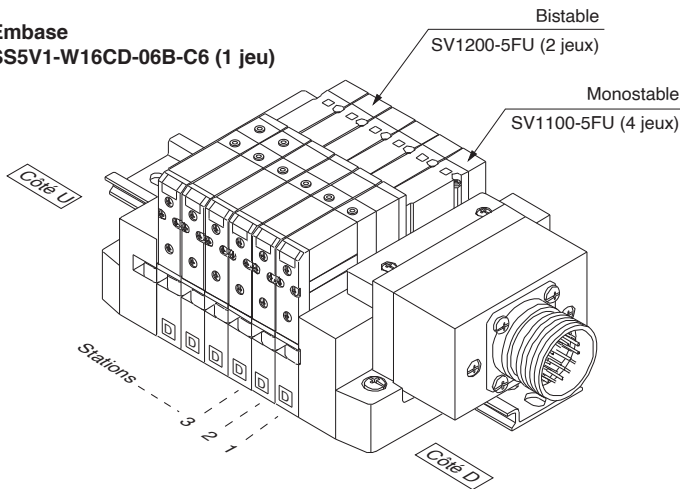 Embase
SS5V1-W16CD-06B-C6 (1 jeu)
Bistable
SV1200-5FU (2 jeux)
Monostable
SV1100-5FU (4 jeux)
Côté U
Stations
3
2
1
D D D D D D
Côté D